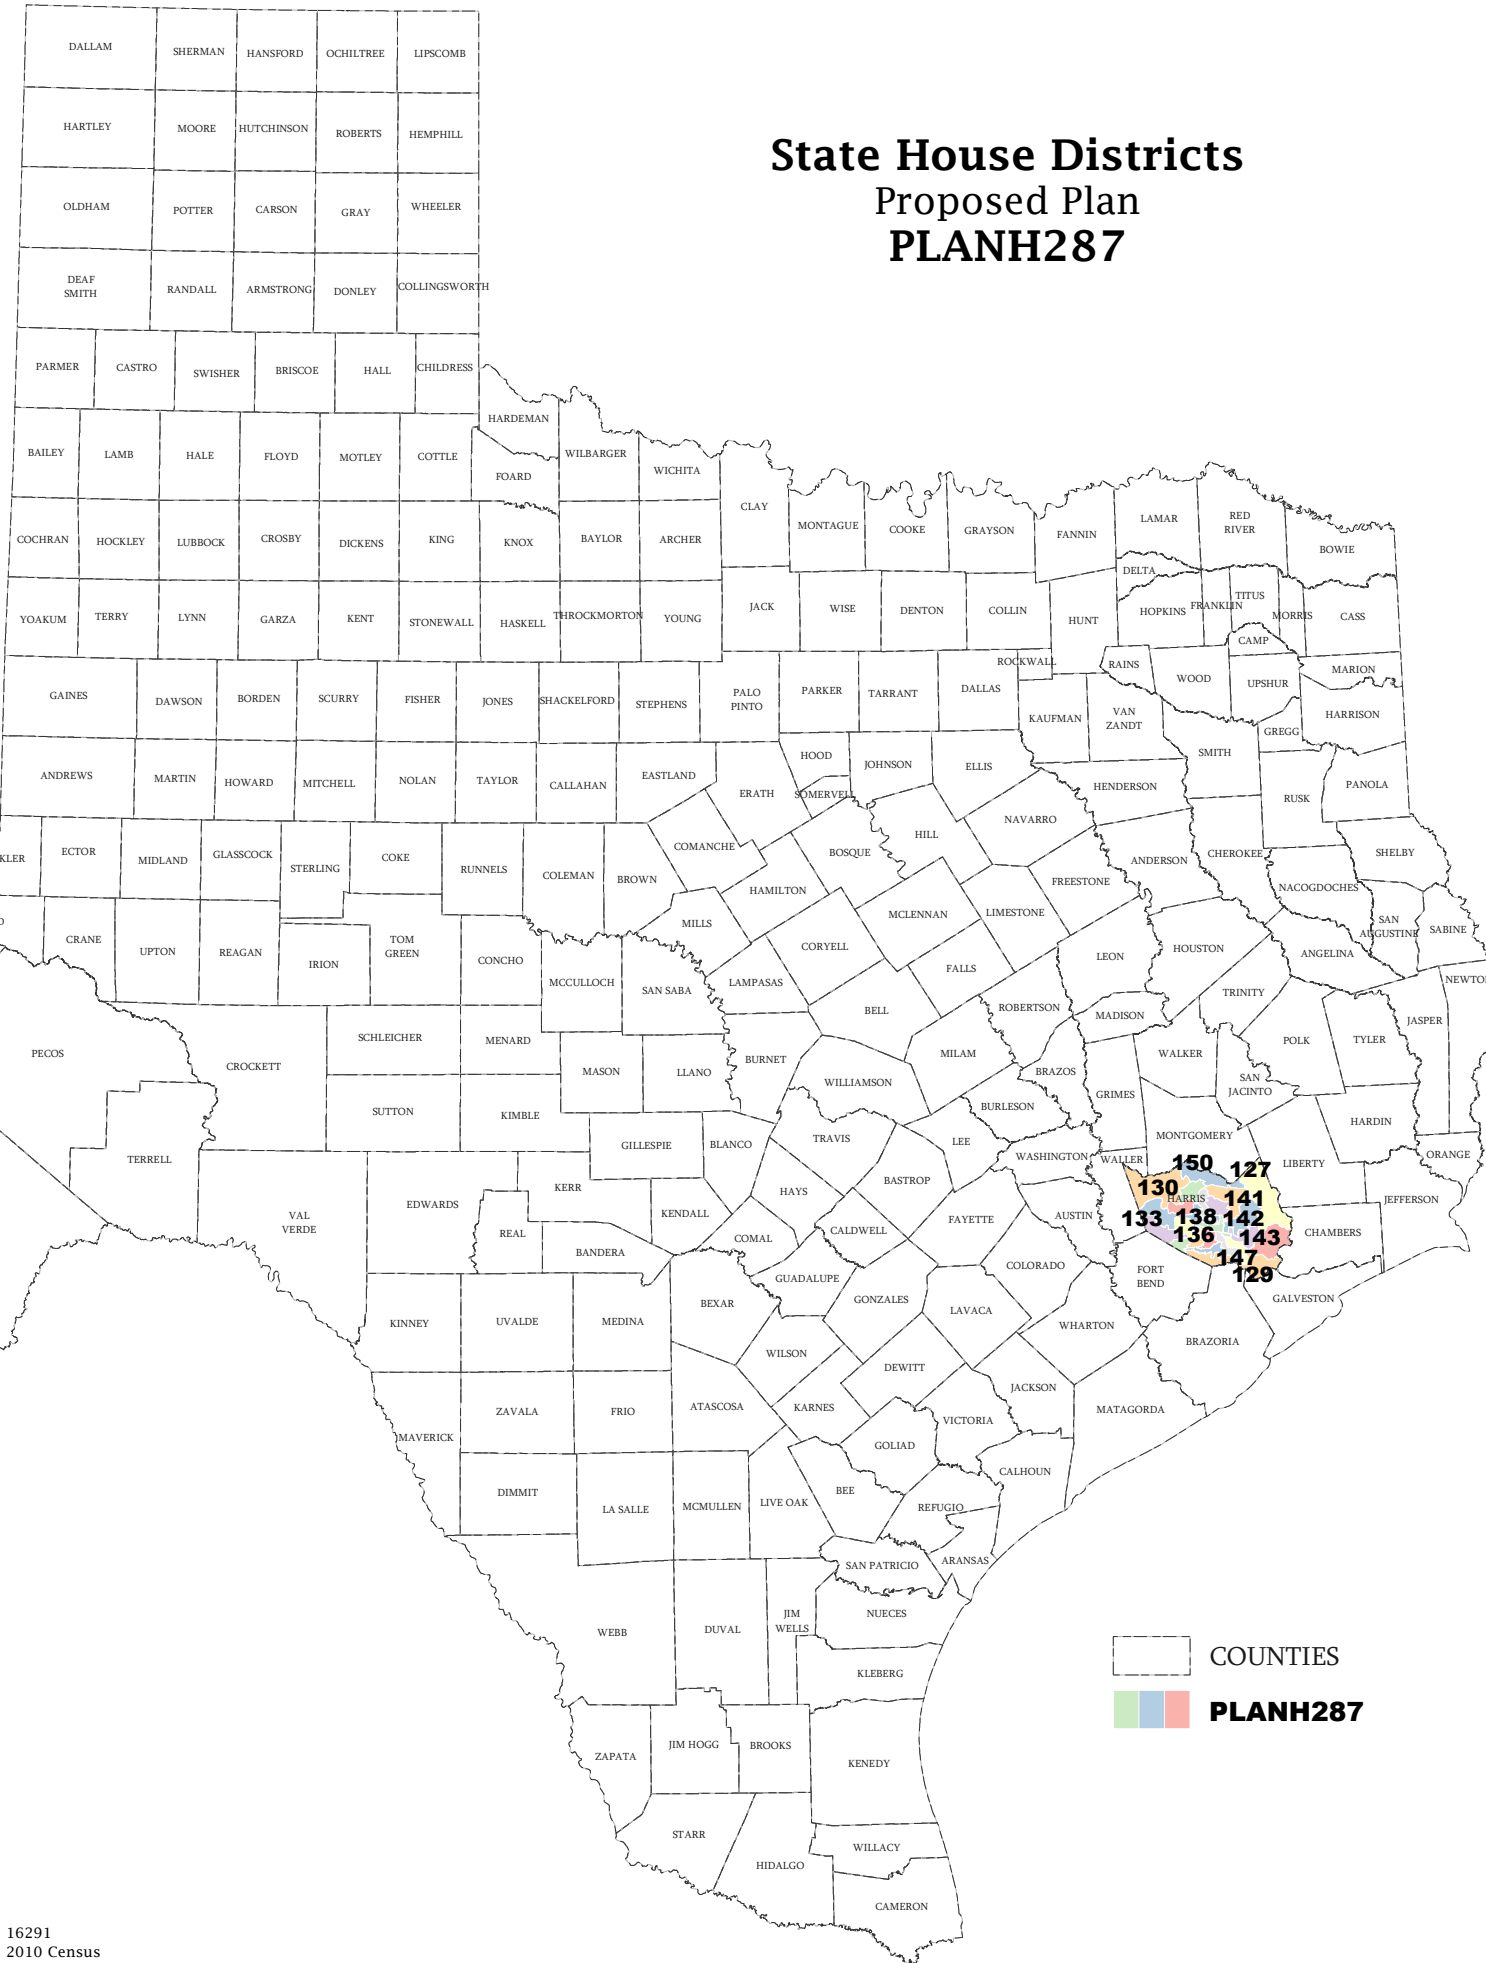 State House Districts
Proposed Plan
PLANH287
DALLAM
SHERMAN
HANSFORD
OCHILTREE
LIPSCOMB
HARTLEY
MOORE
HUTCHINSON
ROBERTS
HEMPHILL
OLDHAM
POTTER
CARSON
GRAY
WHEELER
DEAF
SMITH
RANDALL
ARMSTRONG
DONLEY
COLLINGSWORTH
PARMER
CASTRO
SWISHER
BRISCOE
HALL
CHILDRESS
HARDEMAN
BAILEY
LAMB
HALE
FLOYD
MOTLEY
COTTLE
FOARD
WILBARGER
WICHITA
CLAY
MONTAGUE
COOKE
GRAYSON
FANNIN
LAMAR
RED
RIVER
BOWIE
COCHRAN
HOCKLEY
LUBBOCK
CROSBY
DICKENS
KING
KNOX
BAYLOR
ARCHER
DELTA
YOAKUM
TERRY
LYNN
GARZA
KENT
STONEWALL
HASKELL
THROCKMORTON
YOUNG
JACK
WISE
DENTON
COLLIN
HUNT
HOPKINS
FRANKLIN
TITUS
MORRIS
CASS
CAMP
ROCKWALL
RAINS
WOOD
UPSHUR
MARION
GAINES
DAWSON
BORDEN
SCURRY
FISHER
JONES
SHACKELFORD
STEPHENS
PALO
PINTO
PARKER
TARRANT
DALLAS
KAUFMAN
VAN
ZANDT
GREGG
HARRISON
SMITH
ANDREWS
MARTIN
HOWARD
MITCHELL
NOLAN
TAYLOR
CALLAHAN
EASTLAND
ERATH
HOOD
SOMERVELL
JOHNSON
ELLIS
HENDERSON
RUSK
PANOLA
KLER
ECTOR
MIDLAND
GLASSCOCK
STERLING
COKE
RUNNELS
COLEMAN
BROWN
COMANCHE
BOSQUE
HILL
NAVARRO
ANDERSON
CHEROKEE
SHELBY
HAMILTON
FREESTONE
NACOGDOCHES
CRANE
UPTON
REAGAN
IRION
TOM
GREEN
CONCHO
MCCULLOCH
SAN SABA
MILLS
LAMPASAS
CORYELL
MCLENNAN
LIMESTONE
FALLS
LEON
HOUSTON
ANGELINA
SAN
AUGUSTINE
SABINE
NEWTO
TRINITY
PECOS
CROCKETT
SCHLEICHER
MENARD
MASON
LLANO
BURNET
BELL
MILAM
ROBERTSON
MADISON
WALKER
POLK
TYLER
JASPER
TERRELL
SUTTON
KIMBLE
WILLIAMSON
BRAZOS
GRIMES
SAN
JACINTO
HARDIN
GILLESPIE
BLANCO
TRAVIS
LEE
BURLESON
WASHINGTON
MONTGOMERY
WALLER
LIBERTY
ORANGE
VAL
VERDE
EDWARDS
KERR
REAL
KENDALL
HAYS
BASTROP
FAYETTE
AUSTIN
HARRIS
JEFFERSON
CHAMBERS
150
127
130
141
133
138
142
136
143
147
129
BANDERA
COMAL
CALDWELL
GUADALUPE
COLORADO
FORT
BEND
GALVESTON
KINNEY
UVALDE
MEDINA
BEXAR
GONZALES
LAVACA
WHARTON
BRAZORIA
WILSON
DEWITT
JACKSON
MATAGORDA
MAVERICK
ZAVALA
FRIO
ATASCOSA
KARNES
VICTORIA
GOLIAD
CALHOUN
DIMMIT
LA SALLE
MCMULLEN
LIVE OAK
BEE
REFUGIO
SAN PATRICIO
ARANSAS
WEBB
DUVAL
JIM
WELLS
NUECES
KLEBERG
ZAPATA
JIM HOGG
BROOKS
KENEDY
STARR
HIDALGO
WILLACY
CAMERON
COUNTIES
PLANH287
16291
2010 Census